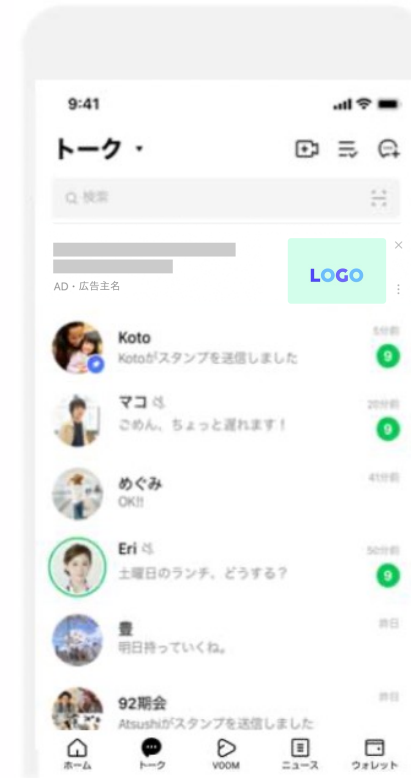 9:41
トーク
検索
AD・広告主名
LOGO
Koto
5分前
Kotoがスタンプを送信しました
9
マコ
20分前
ごめん、ちょっと遅れます！
9
めぐみ
41分前
OK!!
Eri
50分前
土曜日のランチ、どうする？
9
豊
昨日
明日持っていくね。
92期会
昨日
Atsushiがスタンプを送信しました
ホーム
トーク
VOOM
ニュース
ウォレット